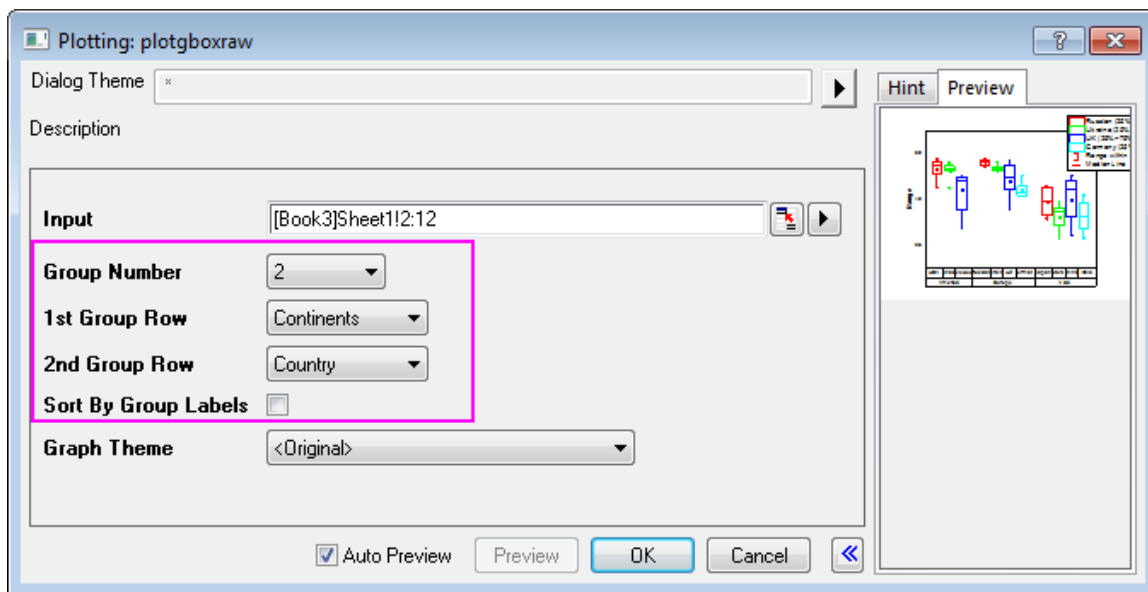 Plotting: plotgboxraw
Dialog Theme *
Hint Preview
Description
Input [Book3]Sheet1!2:12
Group Number 2
1st Group Row Continents
2nd Group Row Country
Sort By Group Labels
Graph Theme <Original>
Auto Preview Preview OK Cancel